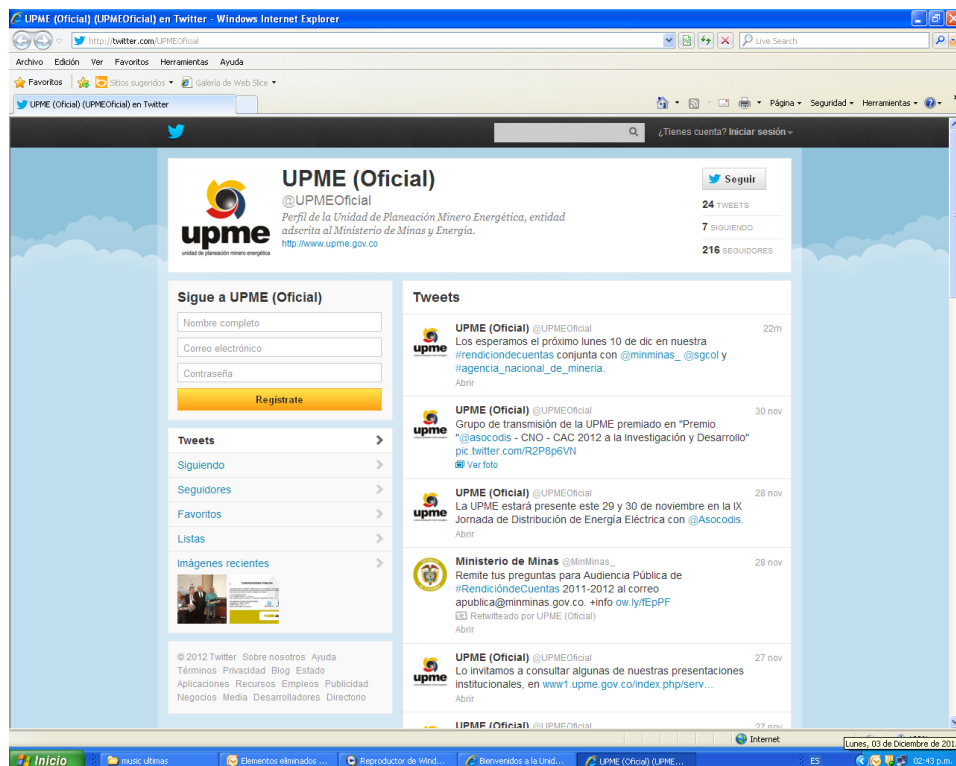 UPME (Oficial) (UPMEOficial) en Twitter - Windows Internet Explorer
http://twitter.com/UPMEOficial
Live Search
Archivo Edición Ver Favoritos Herramientas Ayuda
Favoritos Sitios sugeridos Galería de Web Slice
UPME (Oficial) (UPMEOficial) en Twitter
Página Seguridad Herramientas
¿Tienes cuenta? Iniciar sesión
upme
unidad de planeación minero energética
UPME (Oficial)
@UPMEOficial
Perfil de la Unidad de Planeación Minero Energética, entidad
adscrita al Ministerio de Minas y Energía.
http://www.upme.gov.co
Seguir
24 TWEETS
7 SIGUIENDO
216 SEGUIDORES
Sigue a UPME (Oficial)
Nombre completo
Correo electrónico
Contraseña
Regístrate
Tweets
Siguiendo
Seguidores
Favoritos
Listas
Imágenes recientes
© 2012 Twitter Sobre nosotros Ayuda
Términos Privacidad Blog Estado
Aplicaciones Recursos Empleos Publicidad
Negocios Media Desarrolladores Directorio
Tweets
upme
UPME (Oficial) @UPMEOficial 22m
Los esperamos el próximo lunes 10 de dic en nuestra
#rendiciondecuentas conjunta con @minminas_ @sgcol y
#agencia_nacional_de_mineria.
Abrir
upme
UPME (Oficial) @UPMEOficial 30 nov
Grupo de transmisión de la UPME premiado en "Premio
"@asocodis - CNO - CAC 2012 a la Investigación y Desarrollo"
pic.twitter.com/R2P8p6VN
Ver foto
upme
UPME (Oficial) @UPMEOficial 28 nov
La UPME estará presente este 29 y 30 de noviembre en la IX
Jornada de Distribución de Energía Eléctrica con @Asocodis.
Abrir
Ministerio de Minas @MinMinas_ 28 nov
Remite tus preguntas para Audiencia Pública de
#RendicióndeCuentas 2011-2012 al correo
apublica@minminas.gov.co. +info ow.ly/fEpPF
Retwitteado por UPME (Oficial)
Abrir
upme
UPME (Oficial) @UPMEOficial 27 nov
Lo invitamos a consultar algunas de nuestras presentaciones
institucionales, en www1.upme.gov.co/index.php/serv…
Abrir
UPME (Oficial) @UPMEOficial 27 nov
Internet
Lunes, 03 de Diciembre de 201
Inicio
music ultimas
Elementos eliminados ...
Reproductor de Wind...
Bienvenidos a la Unid...
UPME (Oficial) (UPME...
ES
02:43 p.m.